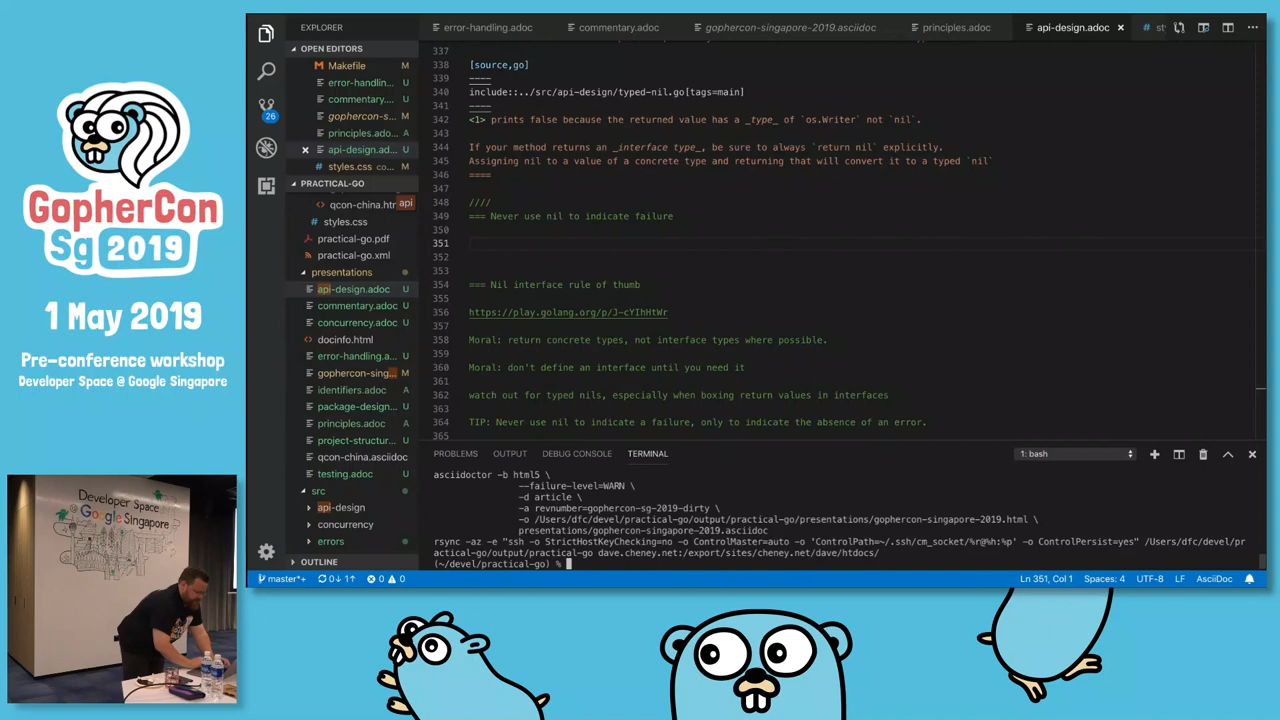 GopherCon
Sg 2019
1 May 2019
Pre-conference workshop
Developer Space @ Google Singapore
Developer Space
@ Google Singapore
EXPLORER
OPEN EDITORS
Makefile M
error-handlin... U
commentary.... U
gophercon-s... M
principles.ado... U
api-design.ad... U
styles.css co... M
PRACTICAL-GO
qcon-china.htm
api
styles.css
practical-go.pdf
practical-go.xml
presentations
api-design.adoc U
commentary.adoc U
concurrency.adoc U
docinfo.html
error-handling.a... U
gophercon-sing... M
identifiers.adoc A
package-design... U
principles.adoc A
project-structur... U
qcon-china.asciidoc
testing.adoc A
src
api-design
concurrency
errors
OUTLINE
26
error-handling.adoc commentary.adoc gophercon-singapore-2019.asciidoc principles.adoc api-design.adoc
337
338 [source,go]
339 ----
340 include::../src/api-design/typed-nil.go[tags=main]
341 ----
342 <1> prints false because the returned value has a _type_ of `os.Writer` not `nil`.
343
344 If your method returns an _interface type_, be sure to always `return nil` explicitly.
345 Assigning nil to a value of a concrete type and returning that will convert it to a typed `nil`
346 ====
347
348 ////
349 === Never use nil to indicate failure
350
351
352
353
354 === Nil interface rule of thumb
355
356 https://play.golang.org/p/J-cYIhHtWr
357
358 Moral: return concrete types, not interface types where possible.
359
360 Moral: don't define an interface until you need it
361
362 watch out for typed nils, especially when boxing return values in interfaces
363
364 TIP: Never use nil to indicate a failure, only to indicate the absence of an error.
365
PROBLEMS OUTPUT DEBUG CONSOLE TERMINAL 1: bash
asciidoctor -b html5 \
--failure-level=WARN \
-d article \
-a revnumber=gophercon-sg-2019-dirty \
-o /Users/dfc/devel/practical-go/output/practical-go/presentations/gophercon-singapore-2019.html \
presentations/gophercon-singapore-2019.asciidoc
rsync -az -e "ssh -o StrictHostKeyChecking=no -o ControlMaster=auto -o 'ControlPath=~/.ssh/cm_socket/%r@%h:%p' -o ControlPersist=yes" /Users/dfc/devel/pr
actical-go/output/practical-go dave.cheney.net:/export/sites/cheney.net/dave/htdocs/
(~/devel/practical-go) %
master*+ 0↓ 1↑ 0 0 Ln 351, Col 1 Spaces: 4 UTF-8 LF AsciiDoc